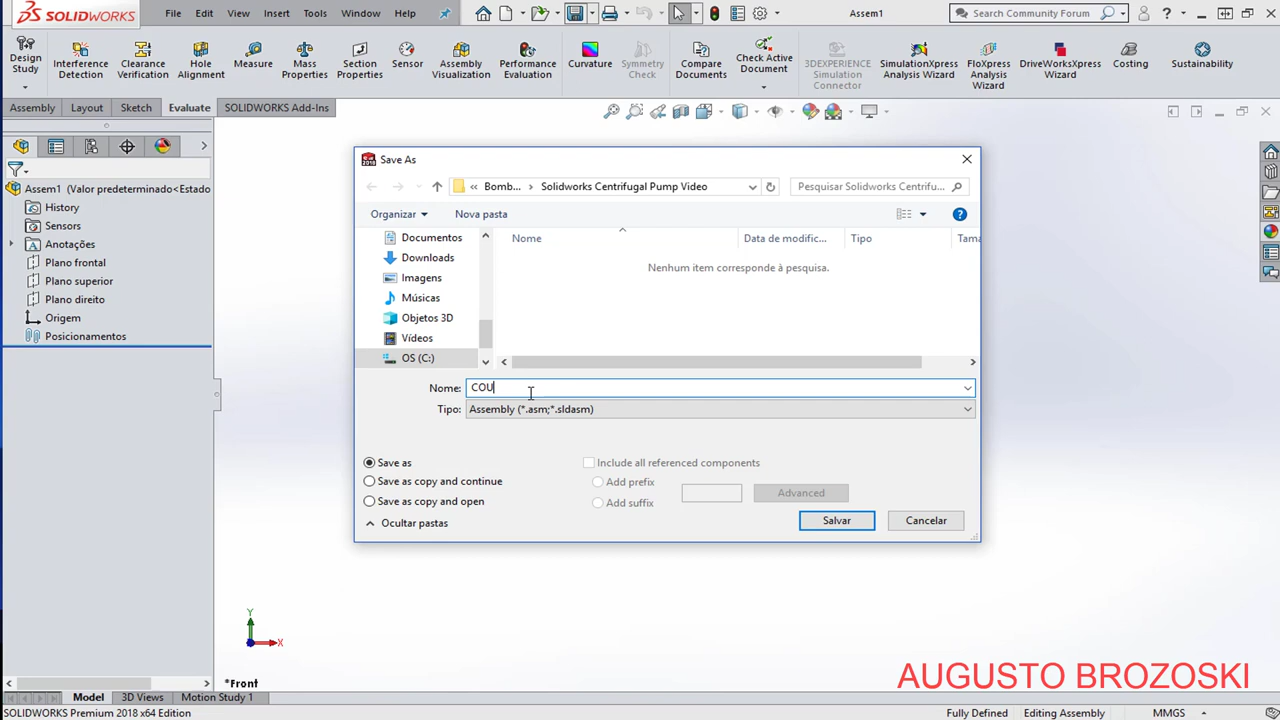 SOLIDWORKS File Edit View Insert Tools Window Help Assem1 Search Community Forum
Design Study Interference Detection Clearance Verification Hole Alignment Measure Mass Properties Section Properties Sensor Assembly Visualization Performance Evaluation Curvature Symmetry Check Compare Documents Check Active Document 3DEXPERIENCE Simulation Connector SimulationXpress Analysis Wizard FloXpress Analysis Wizard DriveWorksXpress Wizard Costing Sustainability
Assembly Layout Sketch Evaluate SOLIDWORKS Add-Ins
Assem1 (Valor predeterminado<Estado
History
Sensors
Anotações
Plano frontal
Plano superior
Plano direito
Origem
Posicionamentos
Save As
« Bomb... > Solidworks Centrifugal Pump Video Pesquisar Solidworks Centrifu...
Organizar Nova pasta
Nome Data de modific... Tipo Tama
Documentos
Downloads
Imagens
Músicas
Objetos 3D
Vídeos
OS (C:)
Nenhum item corresponde à pesquisa.
Nome: COU
Tipo: Assembly (*.asm;*.sldasm)
Save as
Save as copy and continue
Save as copy and open
Include all referenced components
Add prefix
Add suffix
Advanced
Ocultar pastas
Salvar Cancelar
Y
X
*Front
AUGUSTO BROZOSKI
Model 3D Views Motion Study 1
SOLIDWORKS Premium 2018 x64 Edition Fully Defined Editing Assembly MMGS